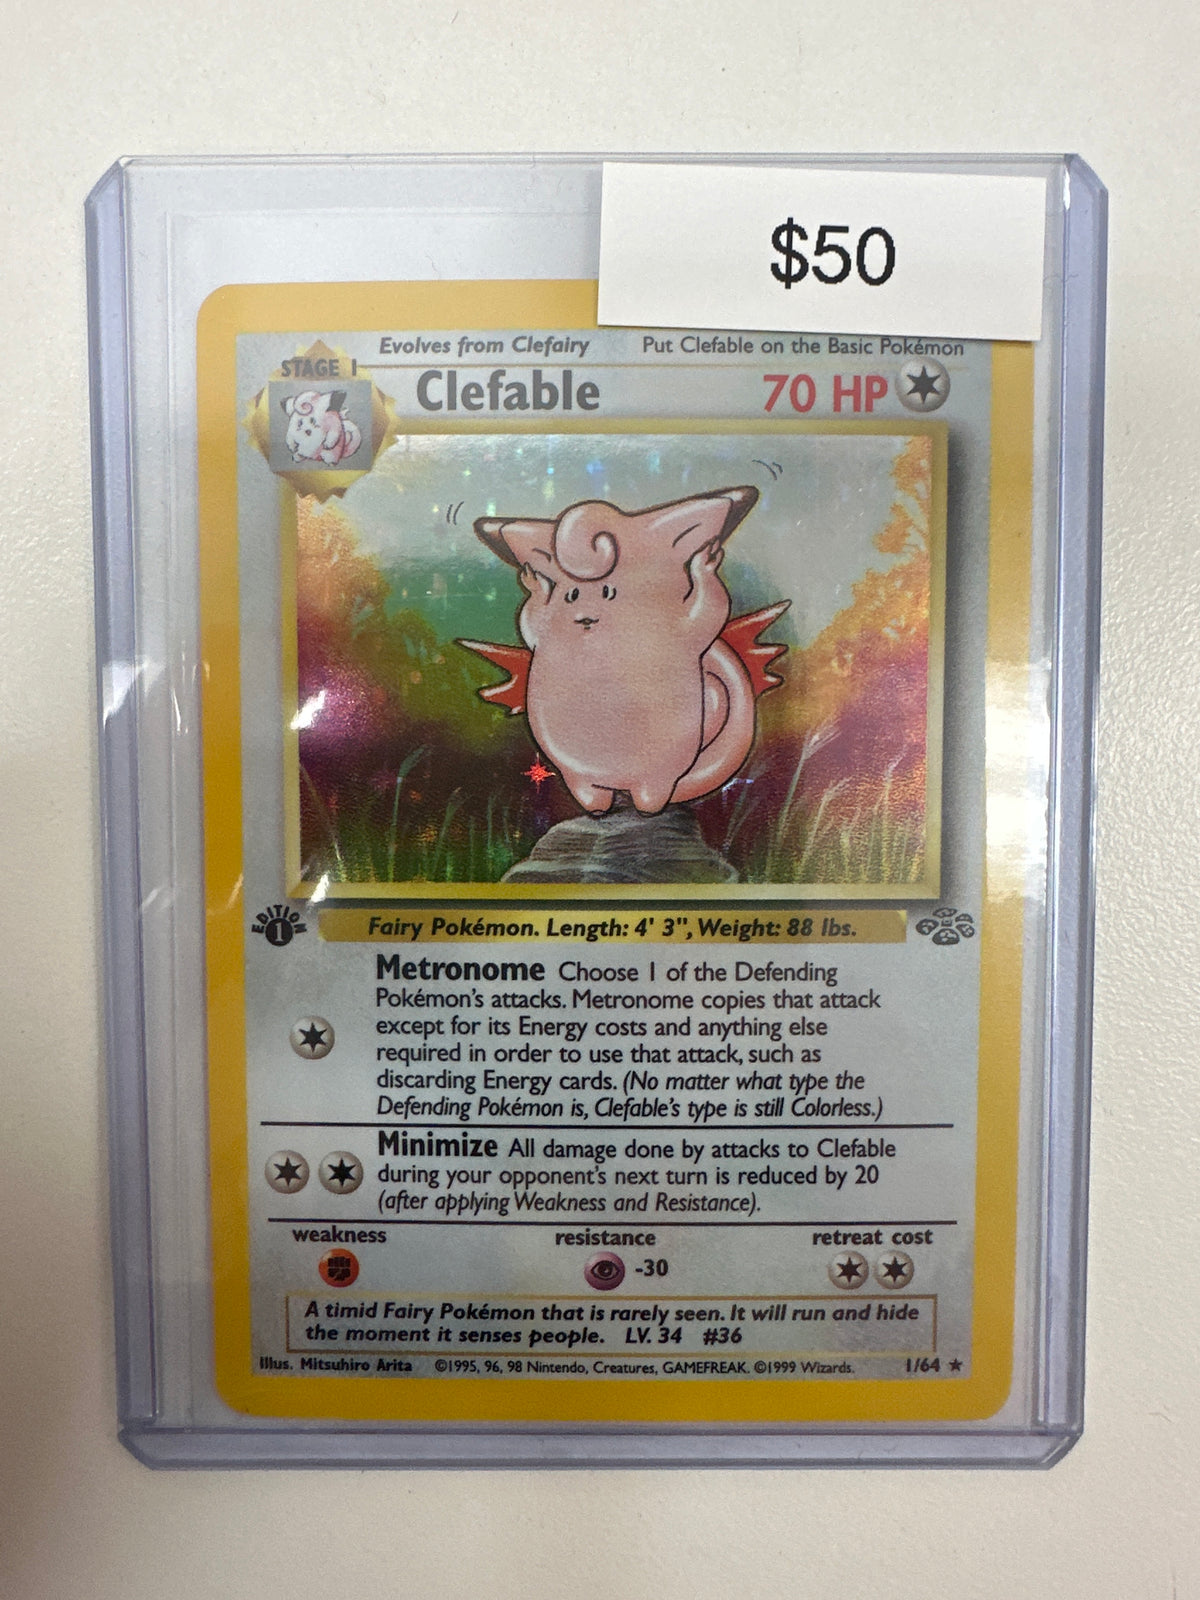 $50
Evolves from Clefairy Put Clefable on the Basic Pokémon
STAGE 1
Clefable 70 HP
EDITION
1
Fairy Pokémon. Length: 4' 3", Weight: 88 lbs.
Metronome Choose 1 of the Defending
Pokémon's attacks. Metronome copies that attack
except for its Energy costs and anything else
required in order to use that attack, such as
discarding Energy cards. (No matter what type the
Defending Pokémon is, Clefable's type is still Colorless.)
Minimize All damage done by attacks to Clefable
during your opponent's next turn is reduced by 20
(after applying Weakness and Resistance).
weakness resistance retreat cost
-30
A timid Fairy Pokémon that is rarely seen. It will run and hide
the moment it senses people. LV. 34 #36
Illus. Mitsuhiro Arita ©1995, 96, 98 Nintendo, Creatures, GAMEFREAK. ©1999 Wizards. 1/64 ★